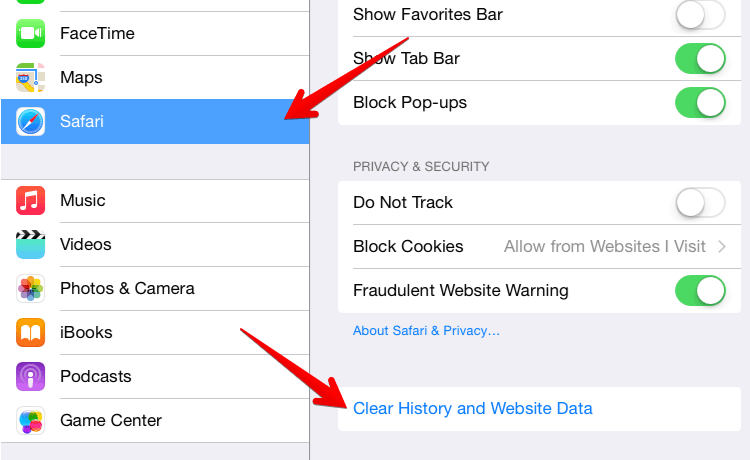 FaceTime
Maps
Safari
Music
Videos
Photos & Camera
iBooks
Podcasts
Game Center
Show Favorites Bar
Show Tab Bar
Block Pop-ups
PRIVACY & SECURITY
Do Not Track
Block Cookies Allow from Websites I Visit
Fraudulent Website Warning
About Safari & Privacy...
Clear History and Website Data